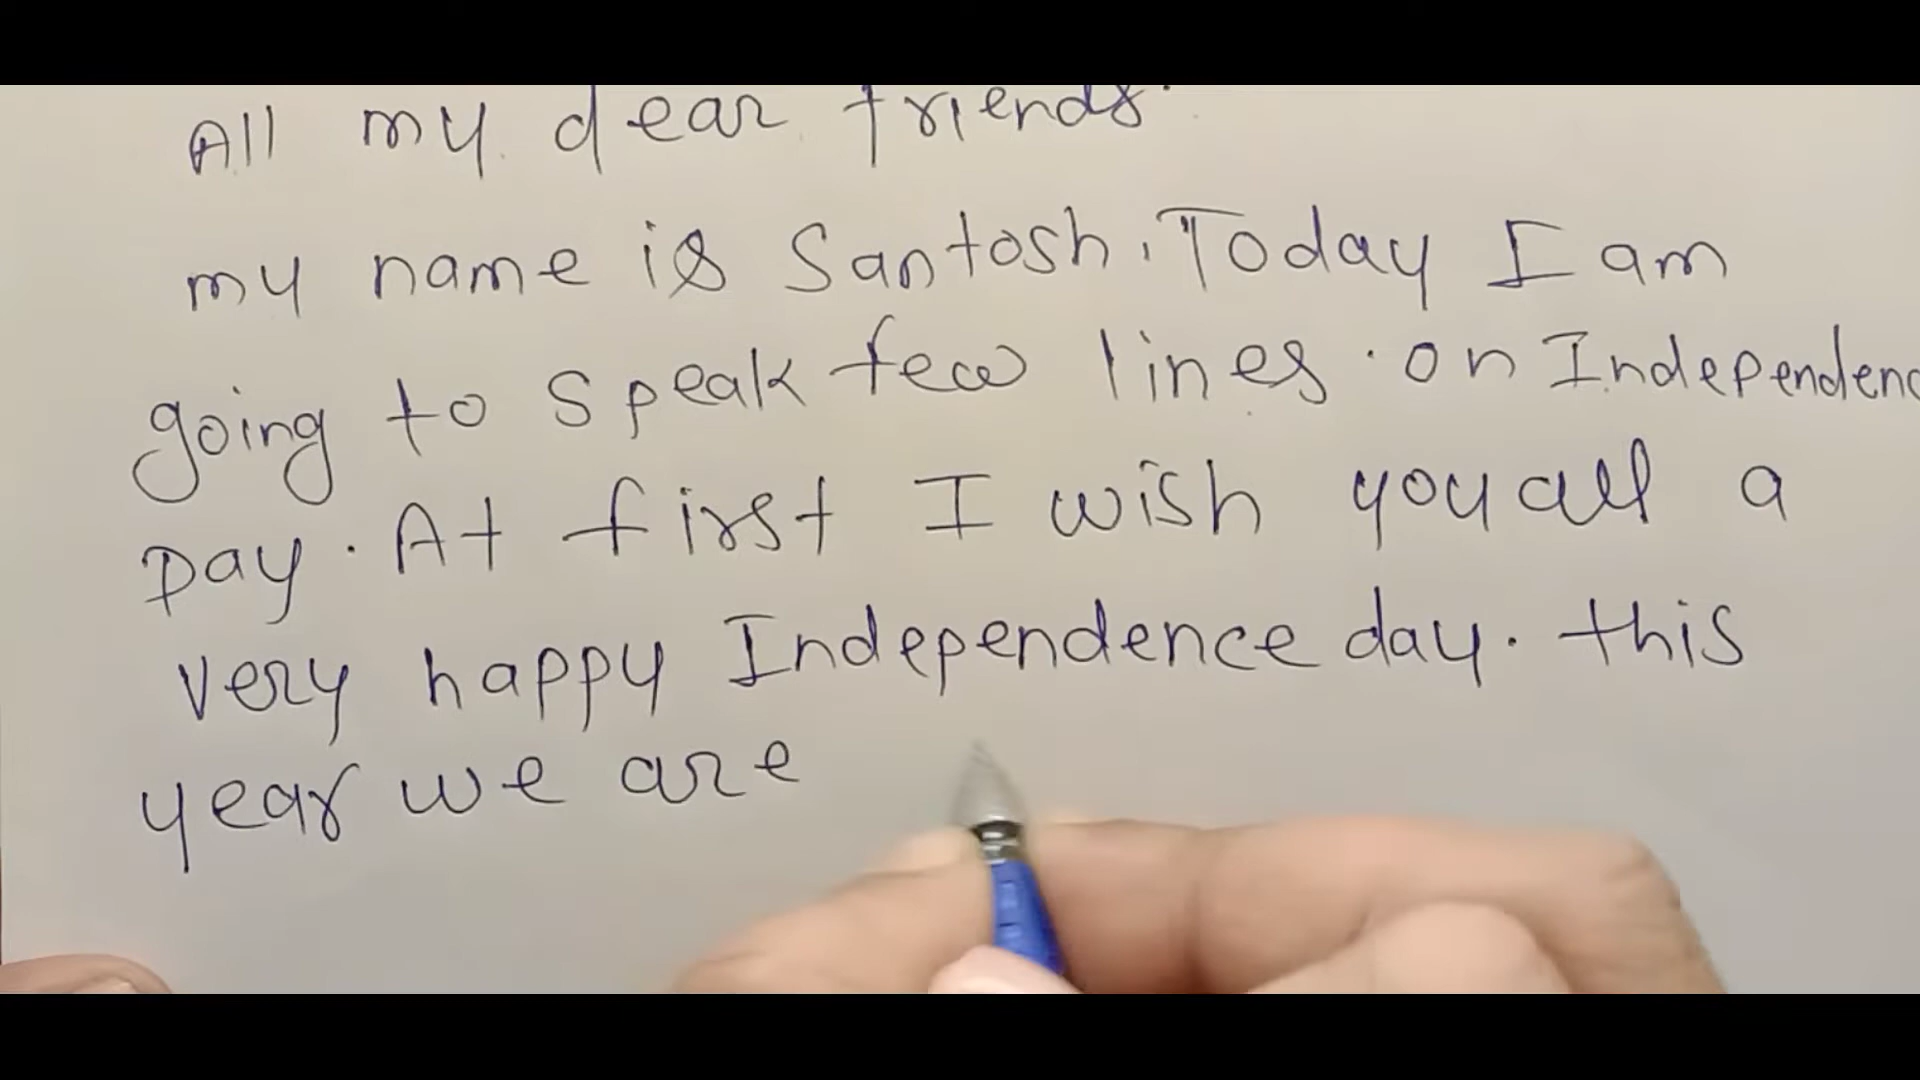 All my dear friends.
my name is Santosh. Today I am
going to speak few lines. on Independenc
Day. At first I wish you all a
very happy Independence day. this
year we are